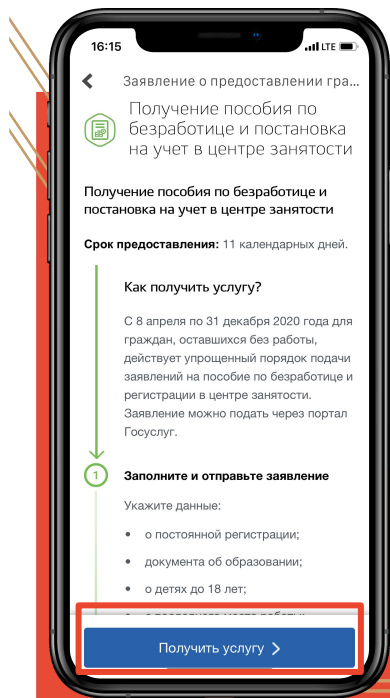 16:15
LTE
Заявление о предоставлении гра...
Получение пособия по
безработице и постановка
на учет в центре занятости
Получение пособия по безработице и
постановка на учет в центре занятости
Срок предоставления: 11 календарных дней.
Как получить услугу?
С 8 апреля по 31 декабря 2020 года для
граждан, оставшихся без работы,
действует упрощенный порядок подачи
заявлений на пособие по безработице и
регистрации в центре занятости.
Заявление можно подать через портал
Госуслуг.
1 Заполните и отправьте заявление
Укажите данные:
• о постоянной регистрации;
• документа об образовании;
• о детях до 18 лет;
Получить услугу